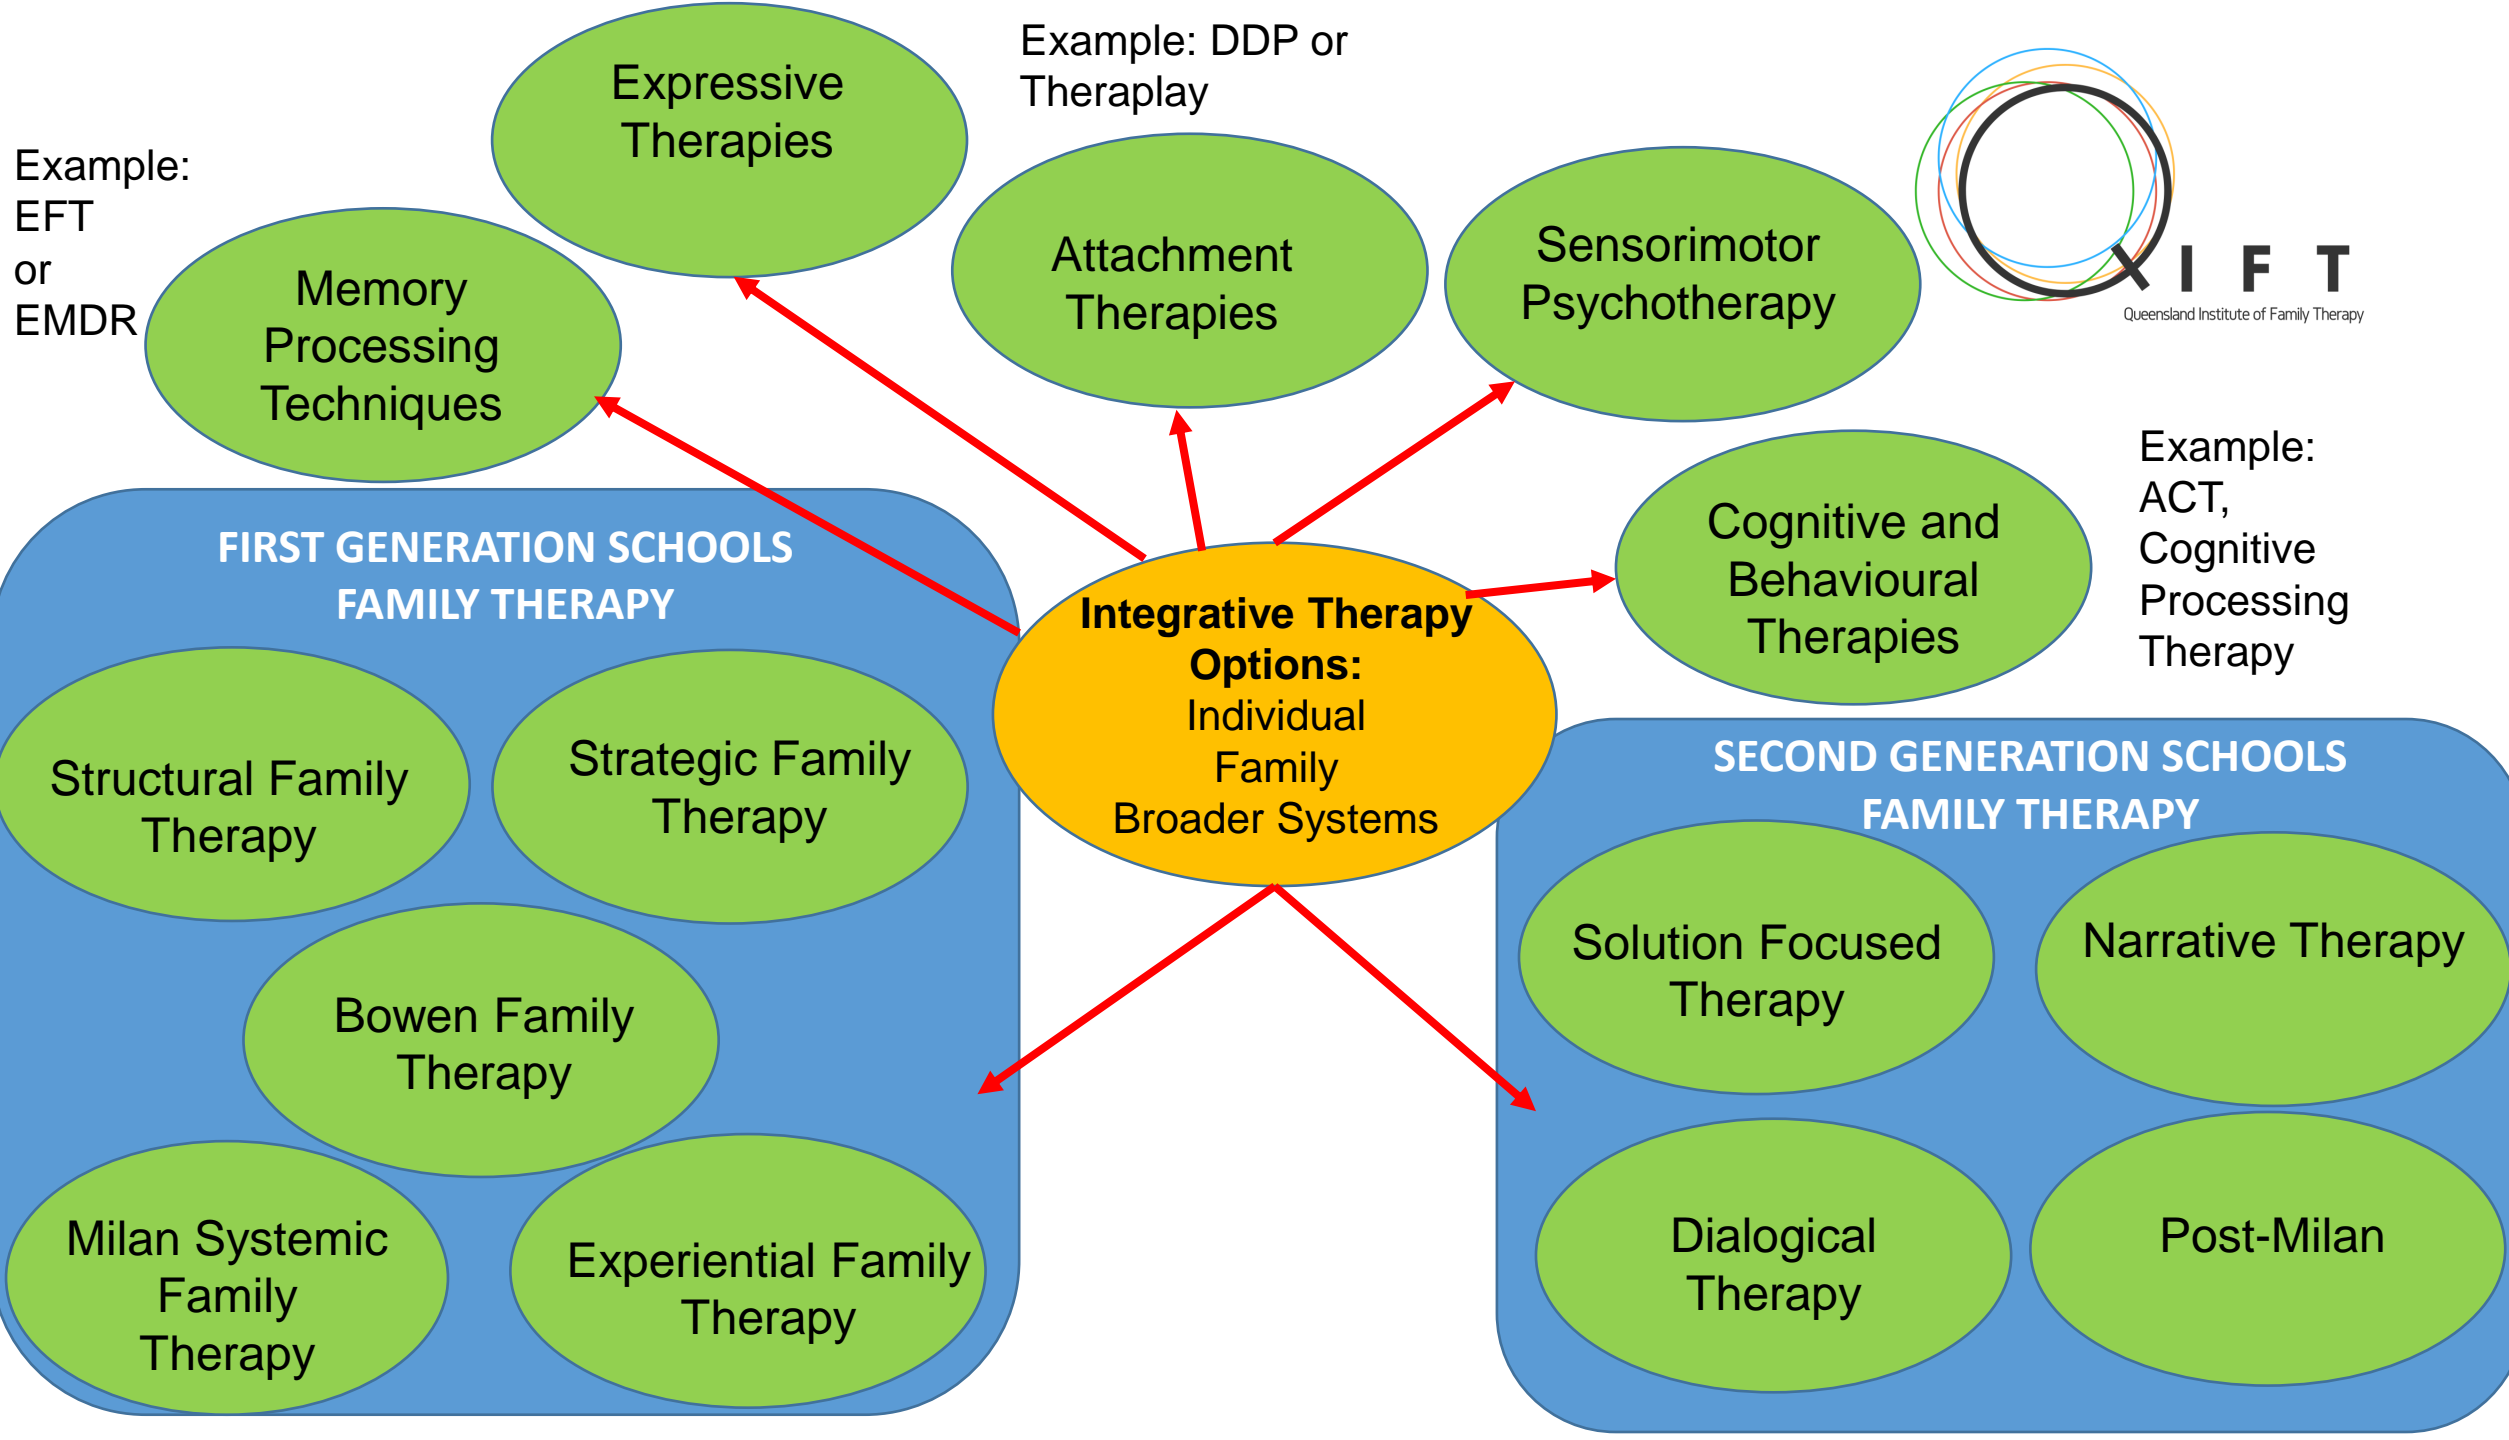 Example:
EFT
or
EMDR
Memory
Processing
Techniques
Expressive
Therapies
Example: DDP or
Theraplay
Attachment
Therapies
Sensorimotor
Psychotherapy
QIFT
Queensland Institute of Family Therapy
Cognitive and
Behavioural
Therapies
Example:
ACT,
Cognitive
Processing
Therapy
Integrative Therapy
Options:
Individual
Family
Broader Systems
FIRST GENERATION SCHOOLS
FAMILY THERAPY
Structural Family
Therapy
Strategic Family
Therapy
Bowen Family
Therapy
Milan Systemic
Family
Therapy
Experiential Family
Therapy
SECOND GENERATION SCHOOLS
FAMILY THERAPY
Solution Focused
Therapy
Narrative Therapy
Dialogical
Therapy
Post-Milan